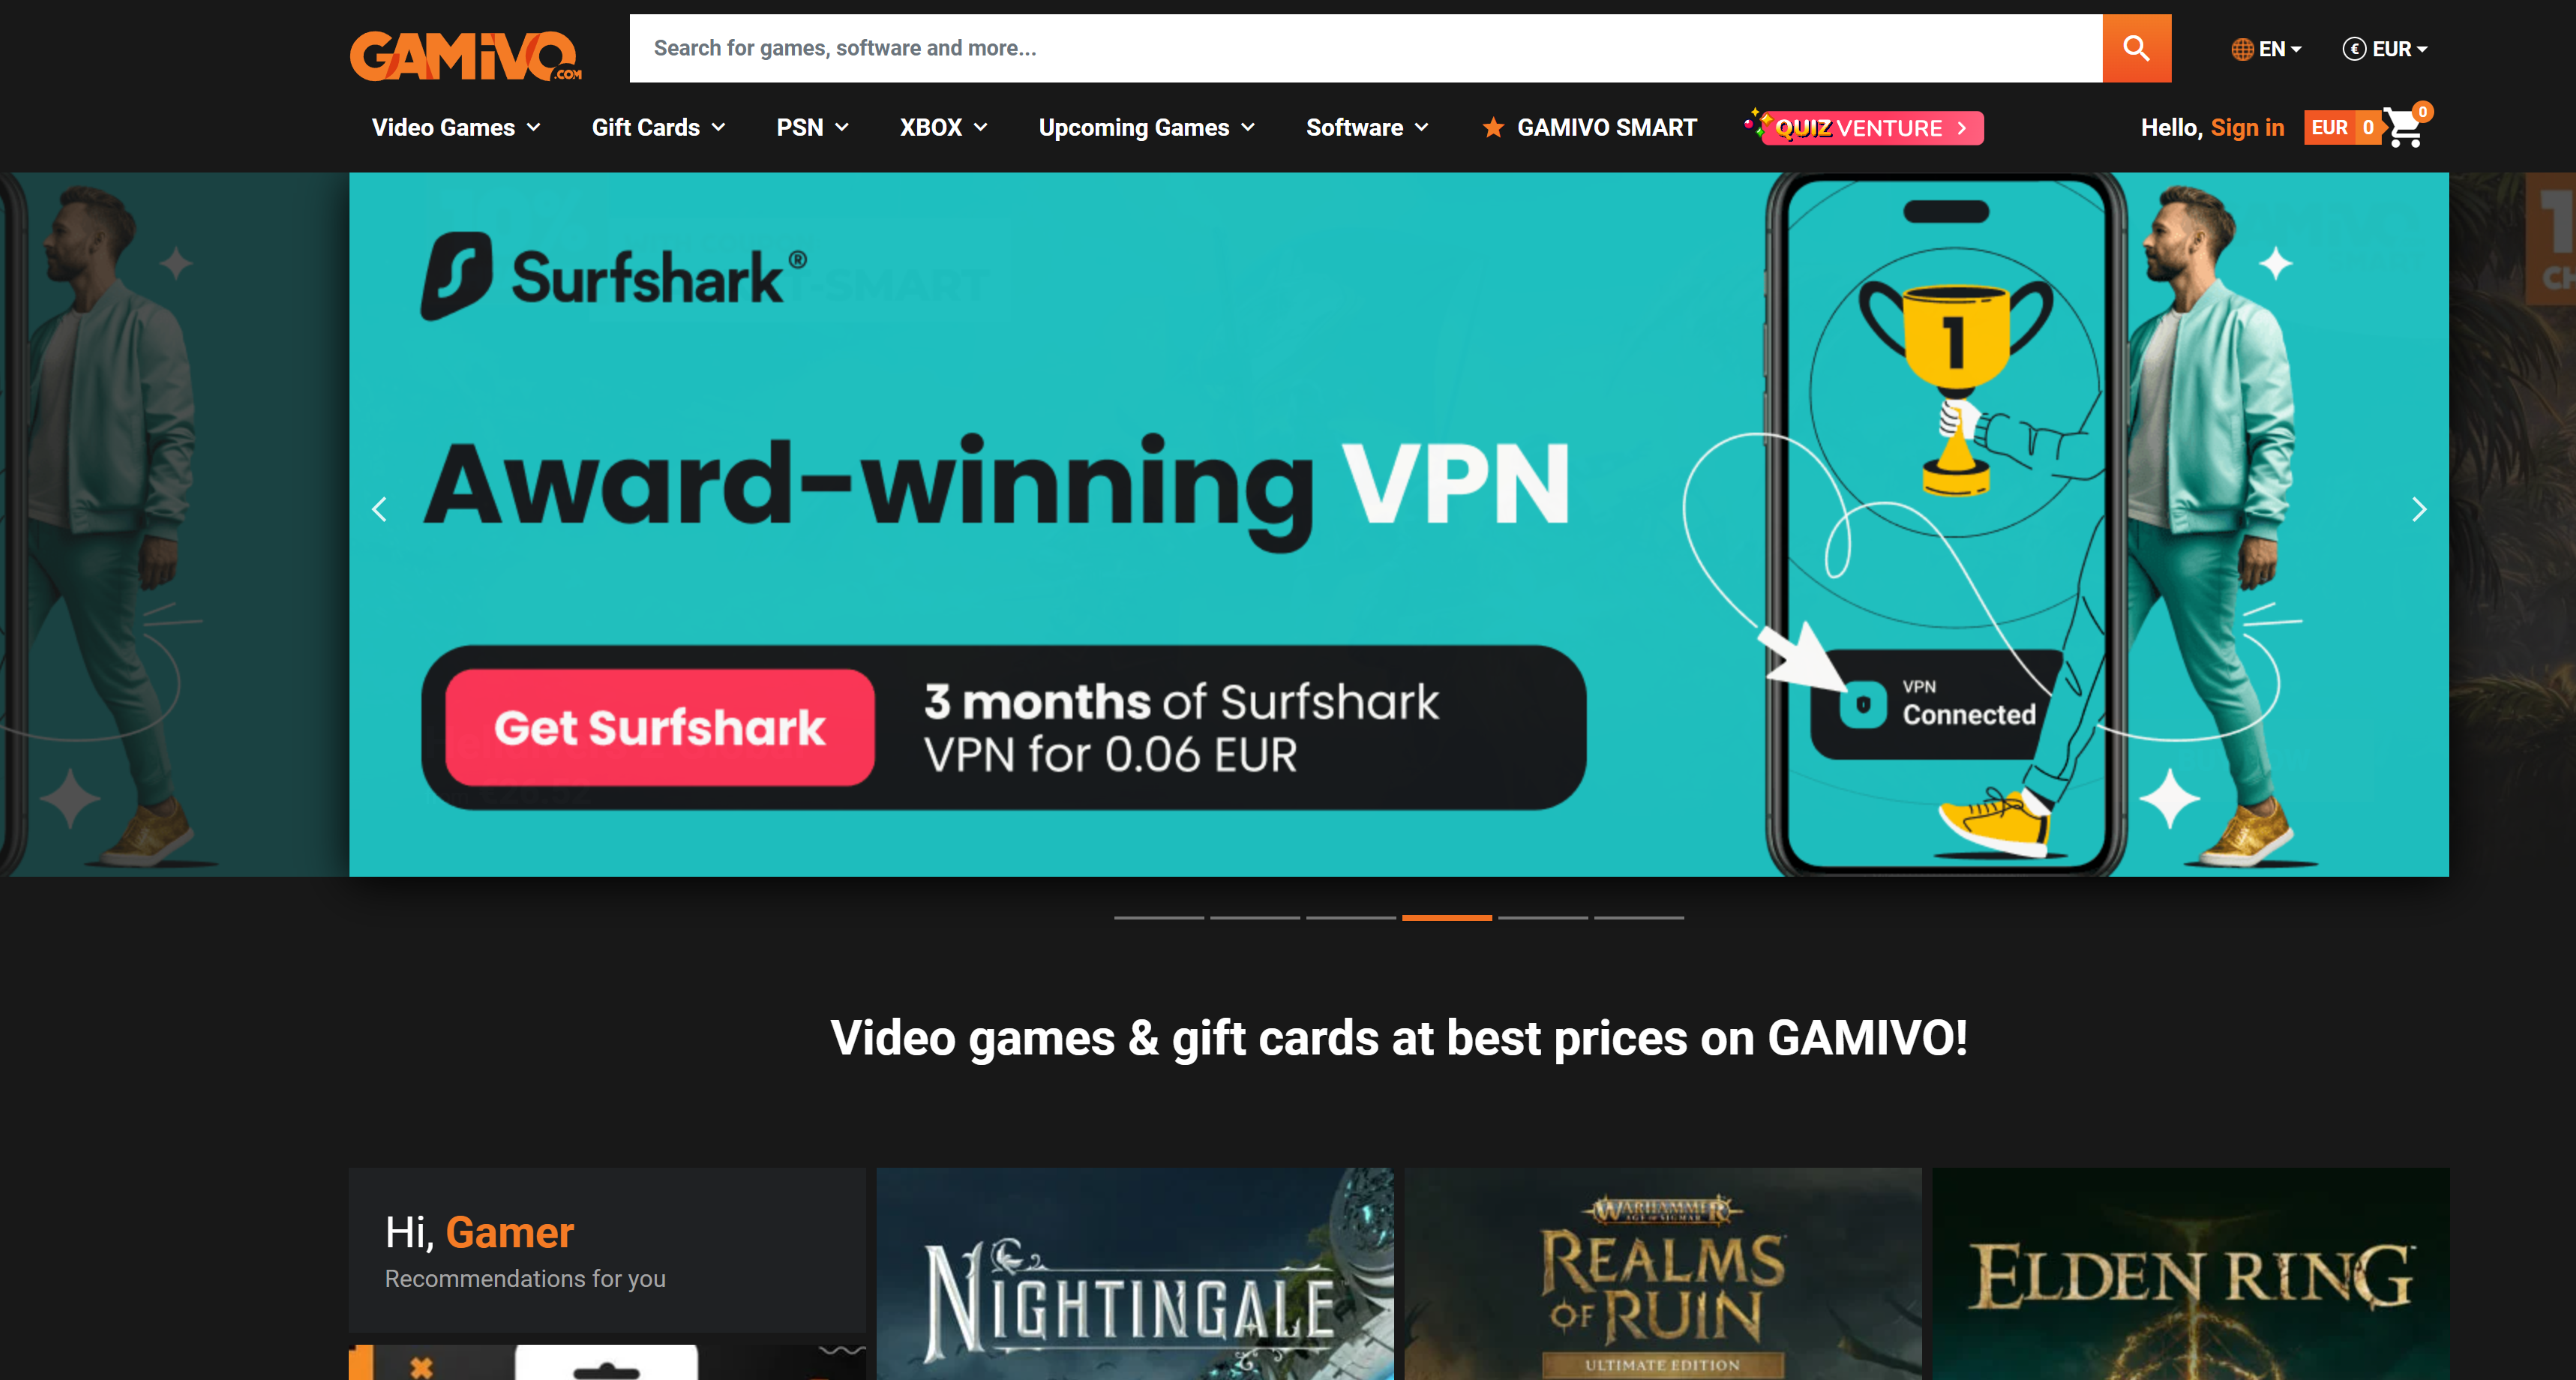 GAMIVO.COM
Search for games, software and more...
EN
€ EUR
Video Games
Gift Cards
PSN
XBOX
Upcoming Games
Software
GAMIVO SMART
QUIZ VENTURE
Hello, Sign in
EUR 0
0
Surfshark®
Award-winning VPN
Get Surfshark
3 months of Surfshark
VPN for 0.06 EUR
1
VPN
Connected
Video games & gift cards at best prices on GAMIVO!
Hi, Gamer
Recommendations for you
NIGHTINGALE
WARHAMMER
AGE OF SIGMAR
REALMS
OF RUIN
ULTIMATE EDITION
ELDEN RING